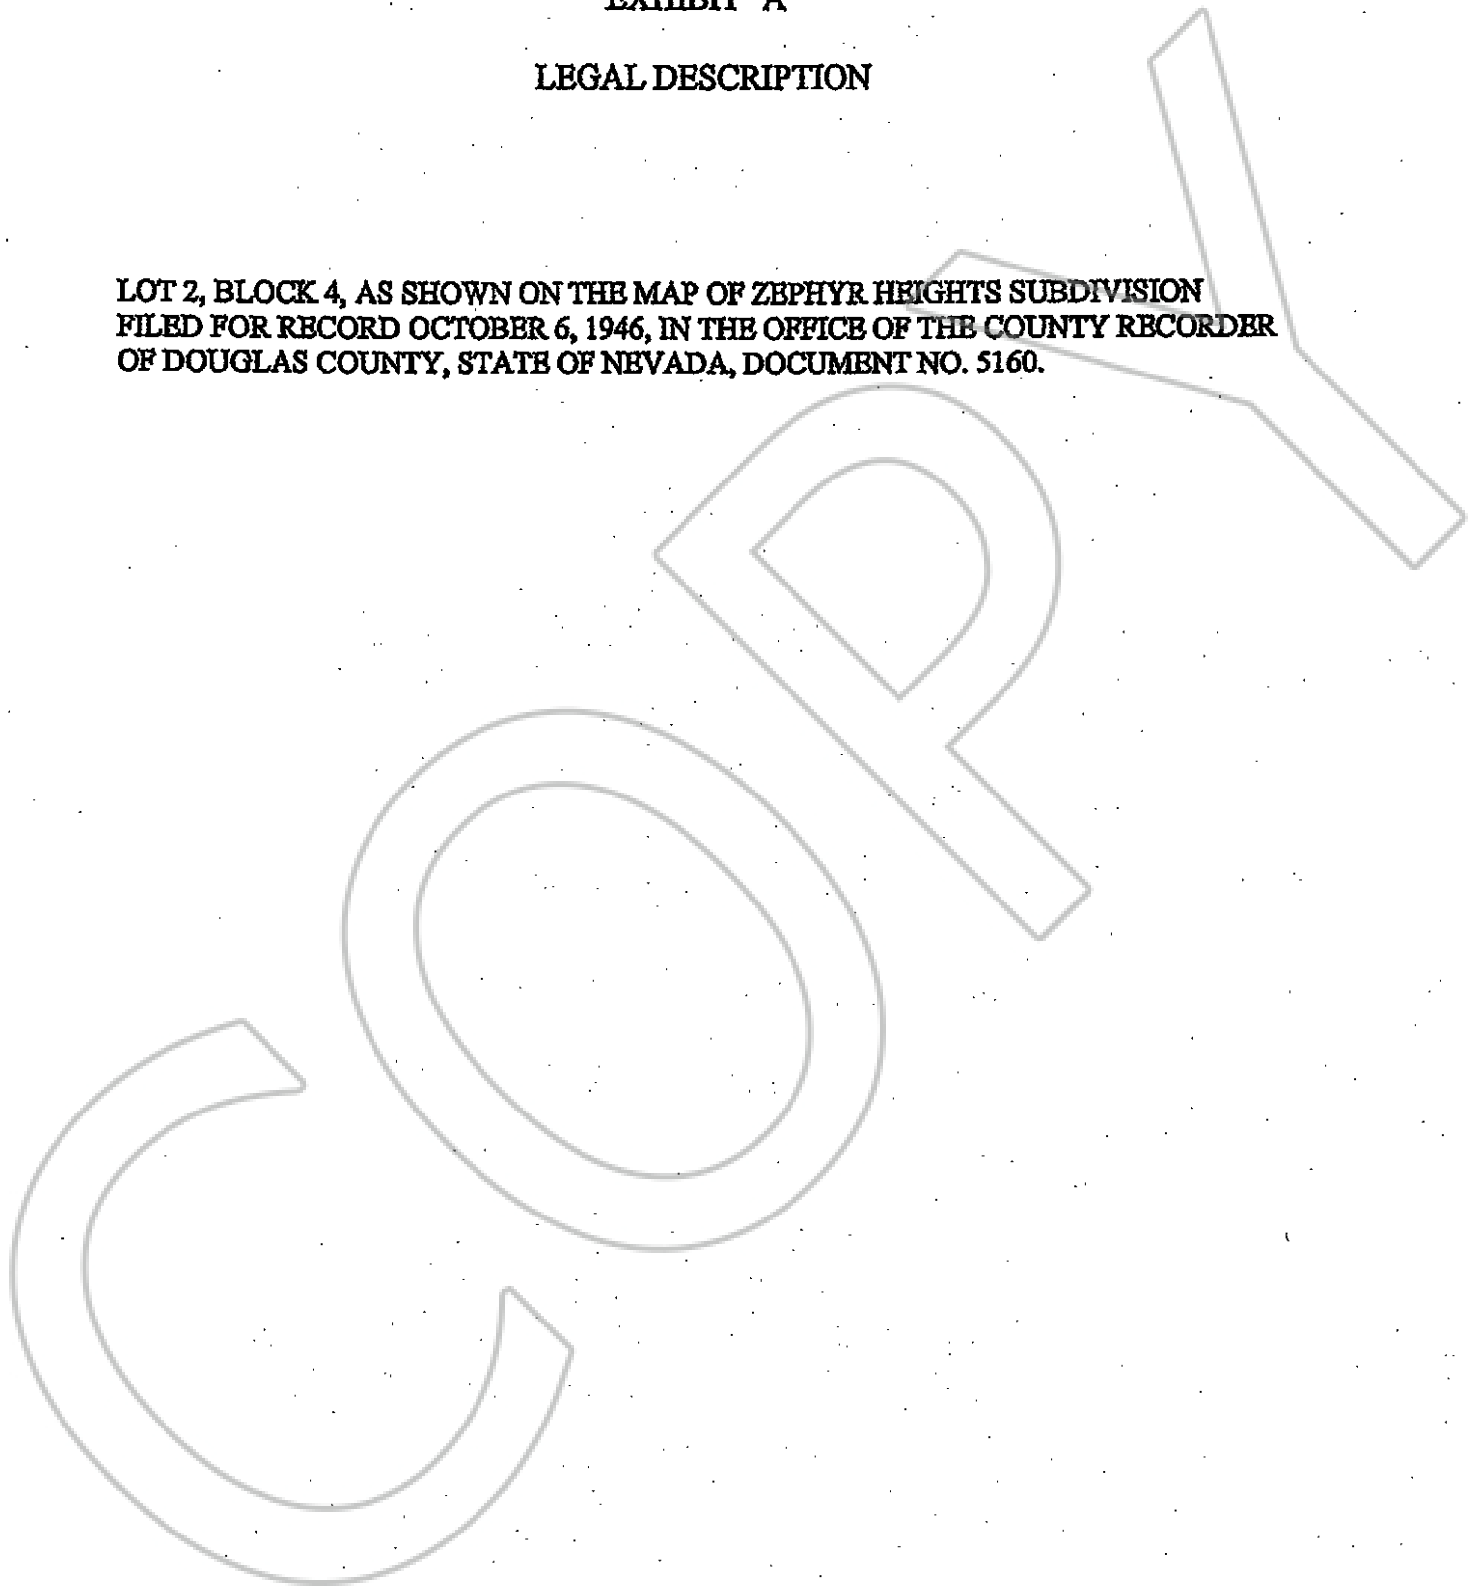 EXHIBIT "A"
LEGAL DESCRIPTION
LOT 2, BLOCK 4, AS SHOWN ON THE MAP OF ZEPHYR HEIGHTS SUBDIVISION
FILED FOR RECORD OCTOBER 6, 1946, IN THE OFFICE OF THE COUNTY RECORDER
OF DOUGLAS COUNTY, STATE OF NEVADA, DOCUMENT NO. 5160.
COPY